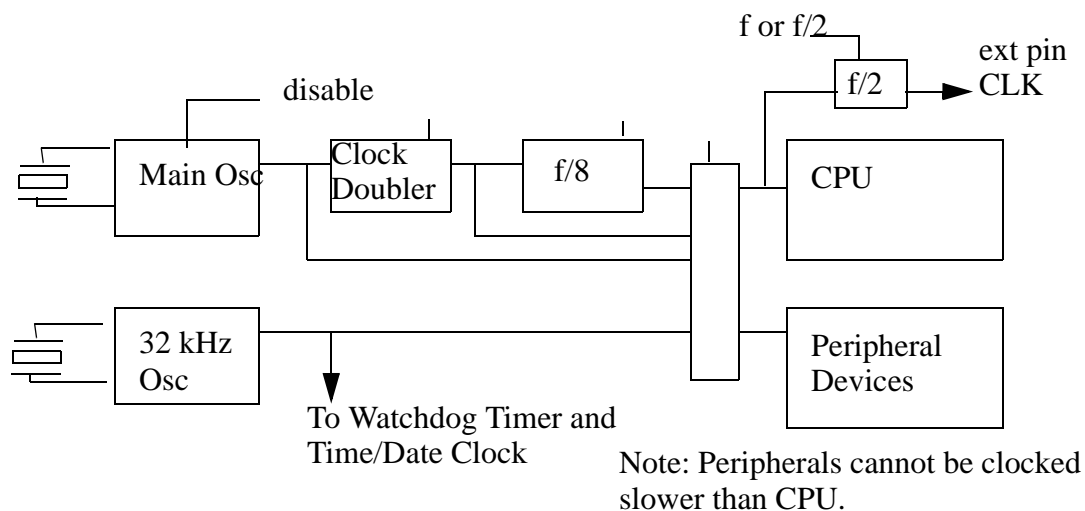 f or f/2
ext pin
CLK
f/2
disable
Main Osc
Clock
Doubler
f/8
CPU
32 kHz
Osc
Peripheral
Devices
To Watchdog Timer and
Time/Date Clock
Note: Peripherals cannot be clocked
slower than CPU.